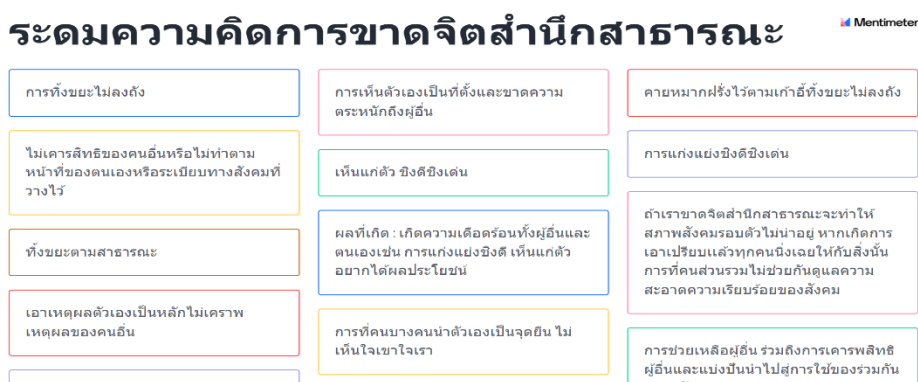 ระดมความคิดการขาดจิตสำนึกสาธารณะ
Mentimeter
การทิ้งขยะไม่ลงถัง
ไม่เคารสิทธิของคนอื่นหรือไม่ทำตาม
หน้าที่ของตนเองหรือระเบียบทางสังคมที่
วางไว้
ทิ้งขยะตามสาธารณะ
เอาเหตุผลตัวเองเป็นหลักไม่เคราพ
เหตุผลของคนอื่น
การเห็นตัวเองเป็นที่ตั้งและขาดความ
ตระหนักถึงผู้อื่น
เห็นแก่ตัว ชิงดีชิงเด่น
ผลที่เกิด : เกิดความเดือดร้อนทั้งผู้อื่นและ
ตนเองเช่น การแก่งแย่งชิงดี เห็นแก่ตัว
อยากได้ผลประโยชน์
การที่คนบางคนนำตัวเองเป็นจุดยืน ไม่
เห็นใจเขาใจเรา
คายหมากฝรั่งไว้ตามเก้าอี้ทิ้งขยะไม่ลงถัง
การแก่งแย่งชิงดีชิงเด่น
ถ้าเราขาดจิตสำนึกสาธารณะจะทำให้
สภาพสังคมรอบตัวไม่น่าอยู่ หากเกิดการ
เอาเปรียบแล้วทุกคนนิ่งเฉยให้กับสิ่งนั้น
การที่คนส่วนรวมไม่ช่วยกันดูแลความ
สะอาดความเรียบร้อยของสังคม
การช่วยเหลือผู้อื่น ร่วมถึงการเคารพสิทธิ
ผู้อื่นและแบ่งปันนำไปสู่การใช้ของร่วมกัน